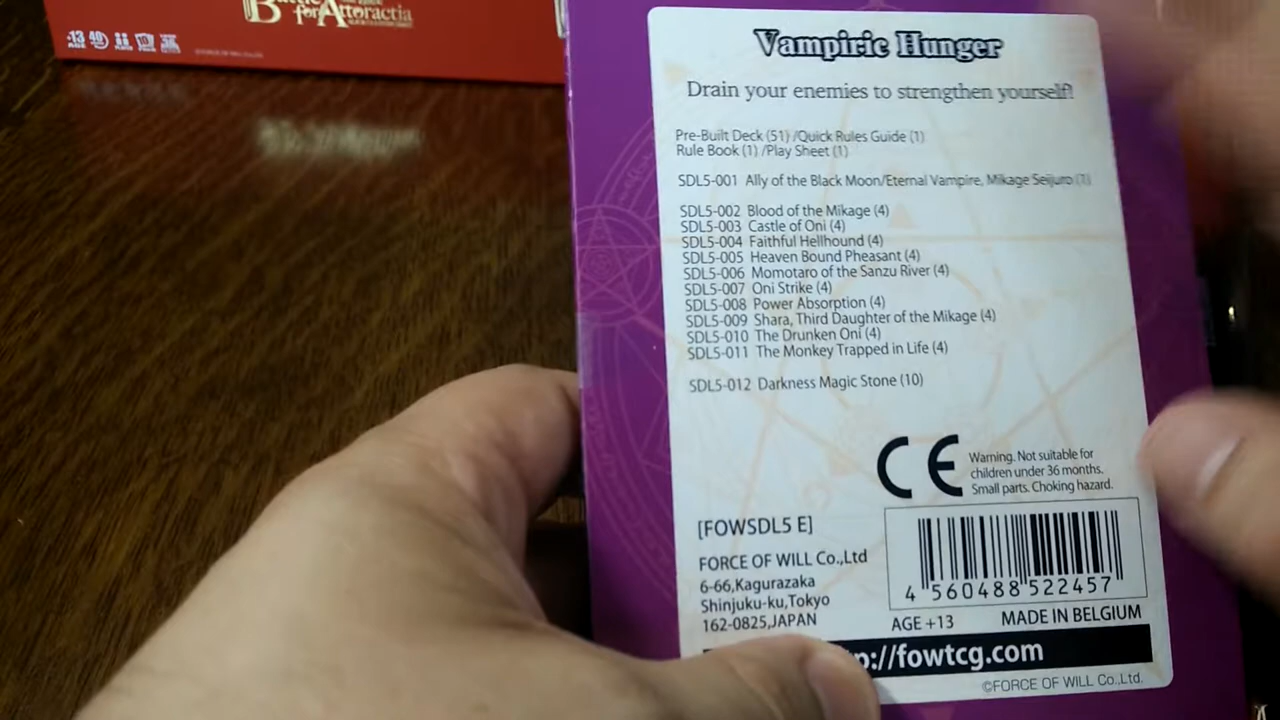 Battle
for Attoractia
Vampiric Hunger
Drain your enemies to strengthen yourself!
Pre-Built Deck (51) /Quick Rules Guide (1)
Rule Book (1) /Play Sheet (1)
SDL5-001 Ally of the Black Moon/Eternal Vampire, Mikage Seijuro (1)
SDL5-002 Blood of the Mikage (4)
SDL5-003 Castle of Oni (4)
SDL5-004 Faithful Hellhound (4)
SDL5-005 Heaven Bound Pheasant (4)
SDL5-006 Momotaro of the Sanzu River (4)
SDL5-007 Oni Strike (4)
SDL5-008 Power Absorption (4)
SDL5-009 Shara, Third Daughter of the Mikage (4)
SDL5-010 The Drunken Oni (4)
SDL5-011 The Monkey Trapped in Life (4)
SDL5-012 Darkness Magic Stone (10)
CE
Warning. Not suitable for
children under 36 months.
Small parts. Choking hazard.
[FOWSDL5 E]
FORCE OF WILL Co.,Ltd
6-66,Kagurazaka
Shinjuku-ku,Tokyo
162-0825,JAPAN
4 560488 522457
AGE +13 MADE IN BELGIUM
p://fowtcg.com
©FORCE OF WILL Co.,Ltd.